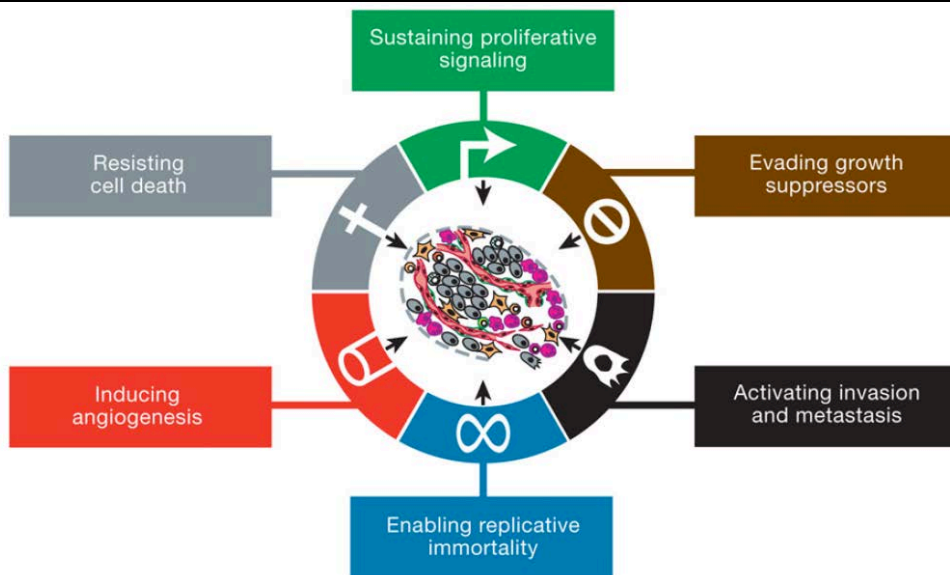 Sustaining proliferative
signaling
Resisting
cell death
Evading growth
suppressors
Inducing
angiogenesis
Activating invasion
and metastasis
Enabling replicative
immortality